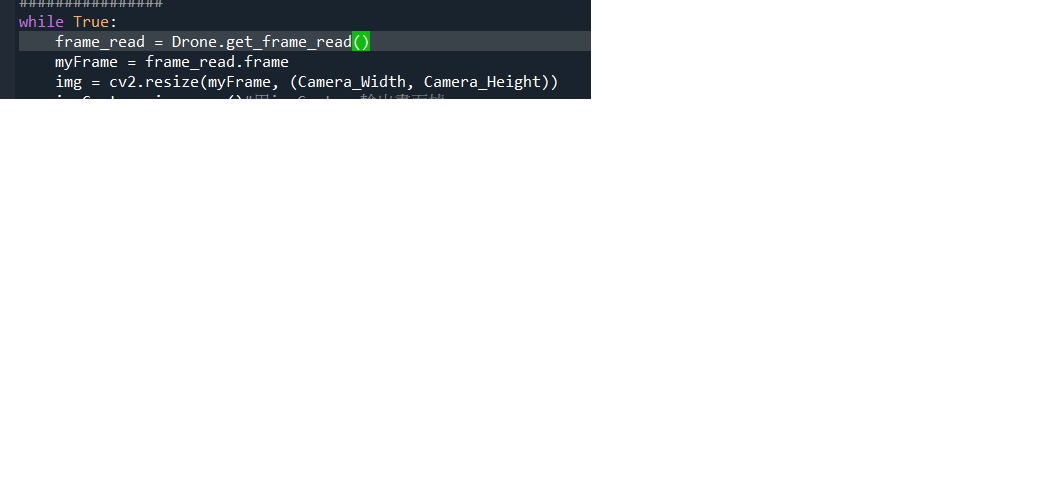 ################
while True:
frame_read = Drone.get_frame_read()
myFrame = frame_read.frame
img = cv2.resize(myFrame, (Camera_Width, Camera_Height))